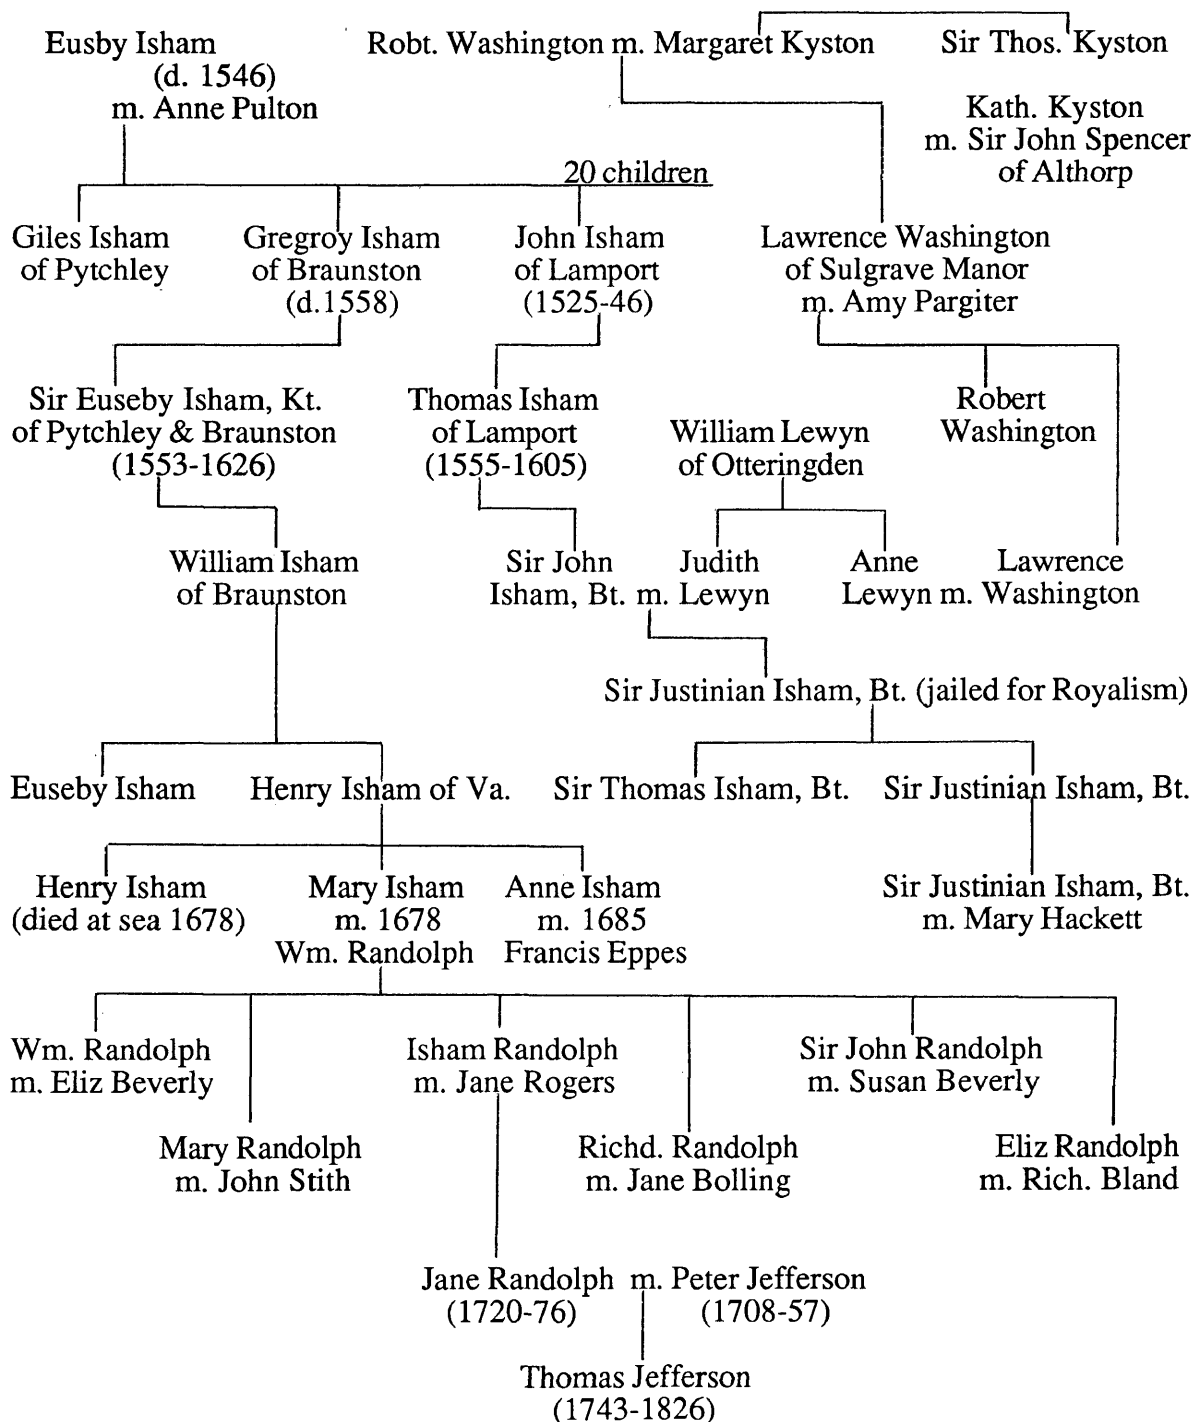 Eusby Isham
(d. 1546)
m. Anne Pulton
Robt. Washington m. Margaret Kyston
Sir Thos. Kyston
Kath. Kyston
m. Sir John Spencer
of Althorp
20 children
Giles Isham
of Pytchley
Gregroy Isham
of Braunston
(d.1558)
John Isham
of Lamport
(1525-46)
Lawrence Washington
of Sulgrave Manor
m. Amy Pargiter
Sir Euseby Isham, Kt.
of Pytchley & Braunston
(1553-1626)
Thomas Isham
of Lamport
(1555-1605)
William Lewyn
of Otteringden
Robert
Washington
William Isham
of Braunston
Sir John
Isham, Bt. m.
Judith
Lewyn
Anne
Lewyn m.
Lawrence
Washington
Sir Justinian Isham, Bt. (jailed for Royalism)
Euseby Isham
Henry Isham of Va.
Sir Thomas Isham, Bt.
Sir Justinian Isham, Bt.
Henry Isham
(died at sea 1678)
Mary Isham
m. 1678
Wm. Randolph
Anne Isham
m. 1685
Francis Eppes
Sir Justinian Isham, Bt.
m. Mary Hackett
Wm. Randolph
m. Eliz Beverly
Isham Randolph
m. Jane Rogers
Sir John Randolph
m. Susan Beverly
Mary Randolph
m. John Stith
Richd. Randolph
m. Jane Bolling
Eliz Randolph
m. Rich. Bland
Jane Randolph m. Peter Jefferson
(1720-76) (1708-57)
Thomas Jefferson
(1743-1826)